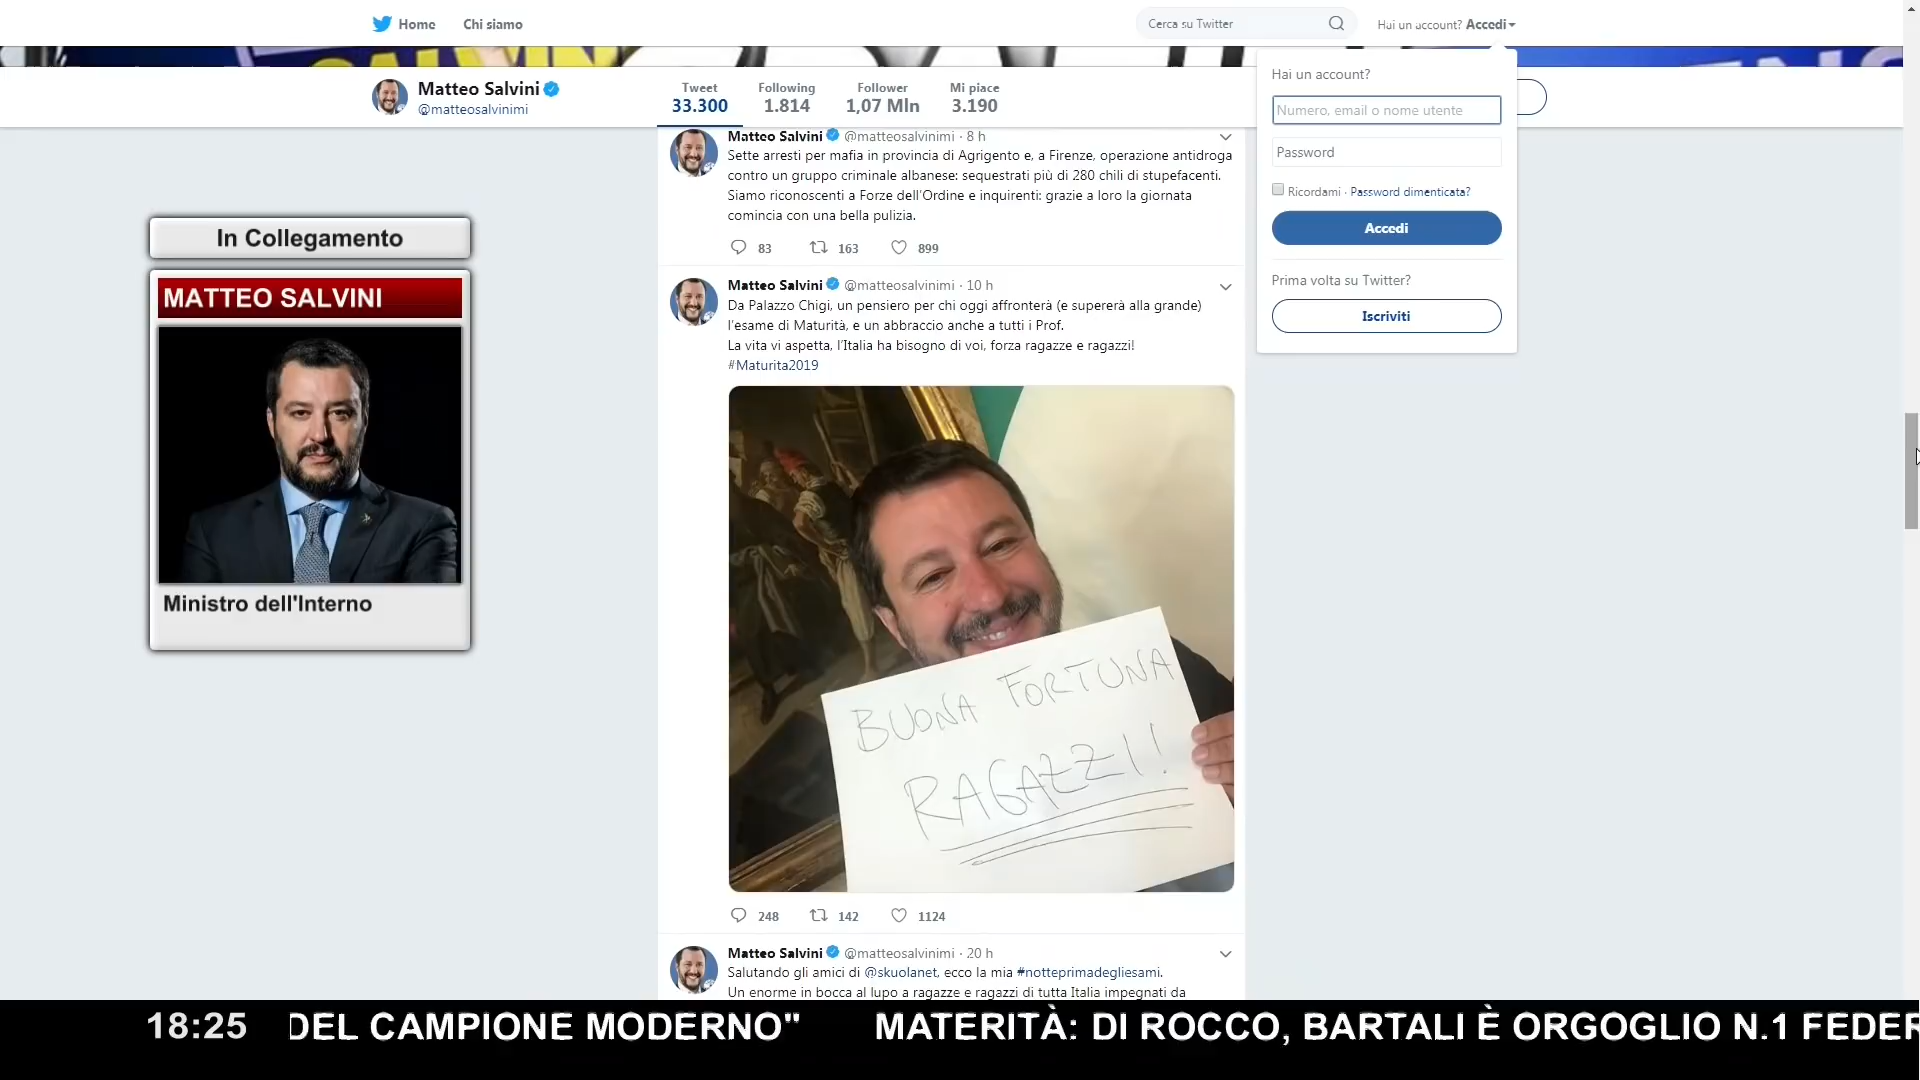 Home
Chi siamo
Cerca su Twitter
Hai un account? Accedi
Matteo Salvini
@matteosalvinimi
Tweet
33.300
Following
1.814
Follower
1,07 Mln
Mi piace
3.190
Hai un account?
Numero, email o nome utente
Password
Ricordami · Password dimenticata?
Accedi
Prima volta su Twitter?
Iscriviti
In Collegamento
MATTEO SALVINI
Ministro dell'Interno
Matteo Salvini @matteosalvinimi · 8 h
Sette arresti per mafia in provincia di Agrigento e, a Firenze, operazione antidroga
contro un gruppo criminale albanese: sequestrati più di 280 chili di stupefacenti.
Siamo riconoscenti a Forze dell'Ordine e inquirenti: grazie a loro la giornata
comincia con una bella pulizia.
83 163 899
Matteo Salvini @matteosalvinimi · 10 h
Da Palazzo Chigi, un pensiero per chi oggi affronterà (e supererà alla grande)
l'esame di Maturità, e un abbraccio anche a tutti i Prof.
La vita vi aspetta, l'Italia ha bisogno di voi, forza ragazze e ragazzi!
#Maturita2019
BUONA FORTUNA
RAGAZZI!
248 142 1124
Matteo Salvini @matteosalvinimi · 20 h
Salutando gli amici di @skuolanet, ecco la mia #notteprimadegliesami.
Un enorme in bocca al lupo a ragazze e ragazzi di tutta Italia impegnati da
18:25 DEL CAMPIONE MODERNO" MATERITÀ: DI ROCCO, BARTALI È ORGOGLIO N.1 FEDER